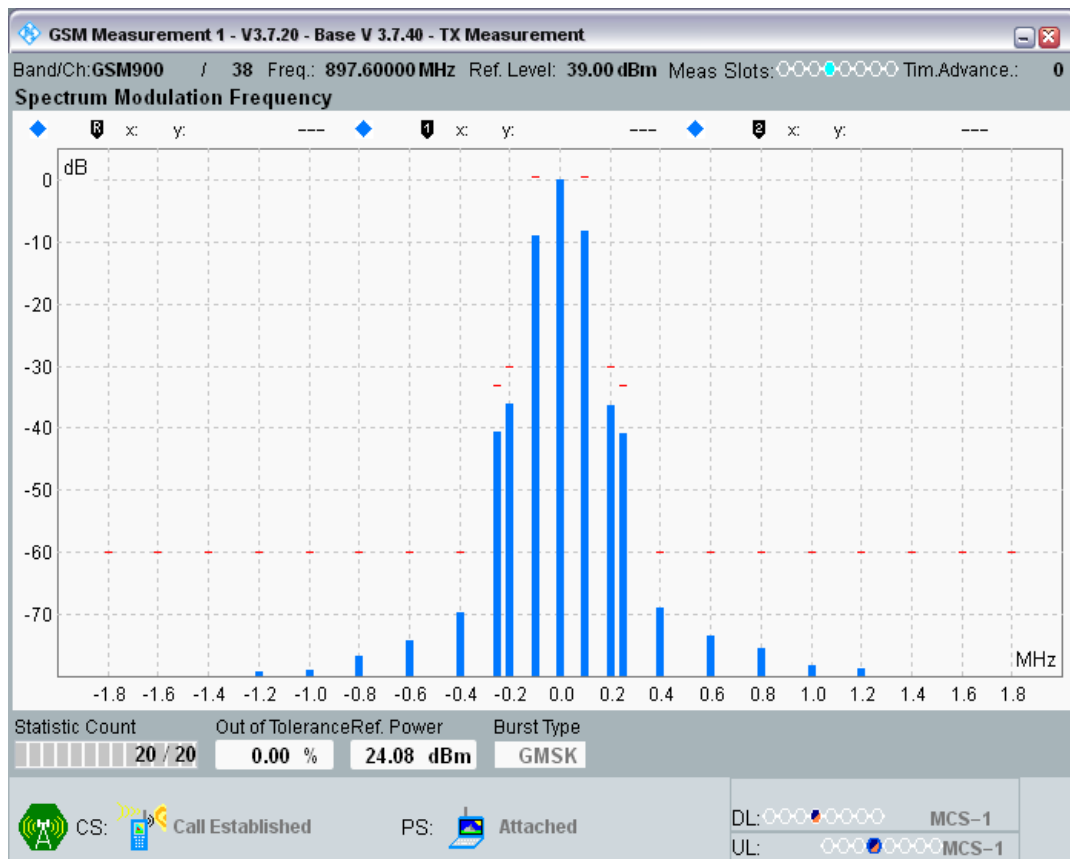 GSM Measurement 1 - V3.7.20 - Base V 3.7.40 - TX Measurement
Band/Ch:GSM900 / 38 Freq.: 897.60000 MHz Ref. Level: 39.00 dBm Meas Slots: Tim.Advance.: 0
Spectrum Modulation Frequency
R x: y: --- 1 x: y: --- 2 x: y: ---
dB
0
-10
-20
-30
-40
-50
-60
-70
MHz
-1.8 -1.6 -1.4 -1.2 -1.0 -0.8 -0.6 -0.4 -0.2 0.0 0.2 0.4 0.6 0.8 1.0 1.2 1.4 1.6 1.8
Statistic Count Out of Tolerance Ref. Power Burst Type
20 / 20 0.00 % 24.08 dBm GMSK
CS: Call Established PS: Attached
DL: MCS-1
UL: MCS-1